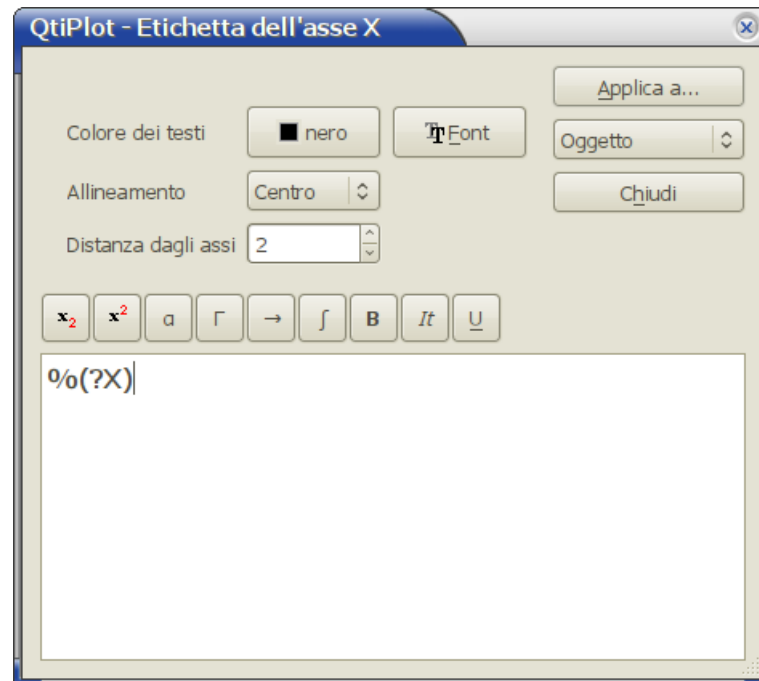 QtiPlot - Etichetta dell'asse X
Applica a...
Colore dei testi nero Font
Oggetto
Allineamento Centro
Chiudi
Distanza dagli assi 2
x2 x2 α Γ → ∫ B It U
%(?X)